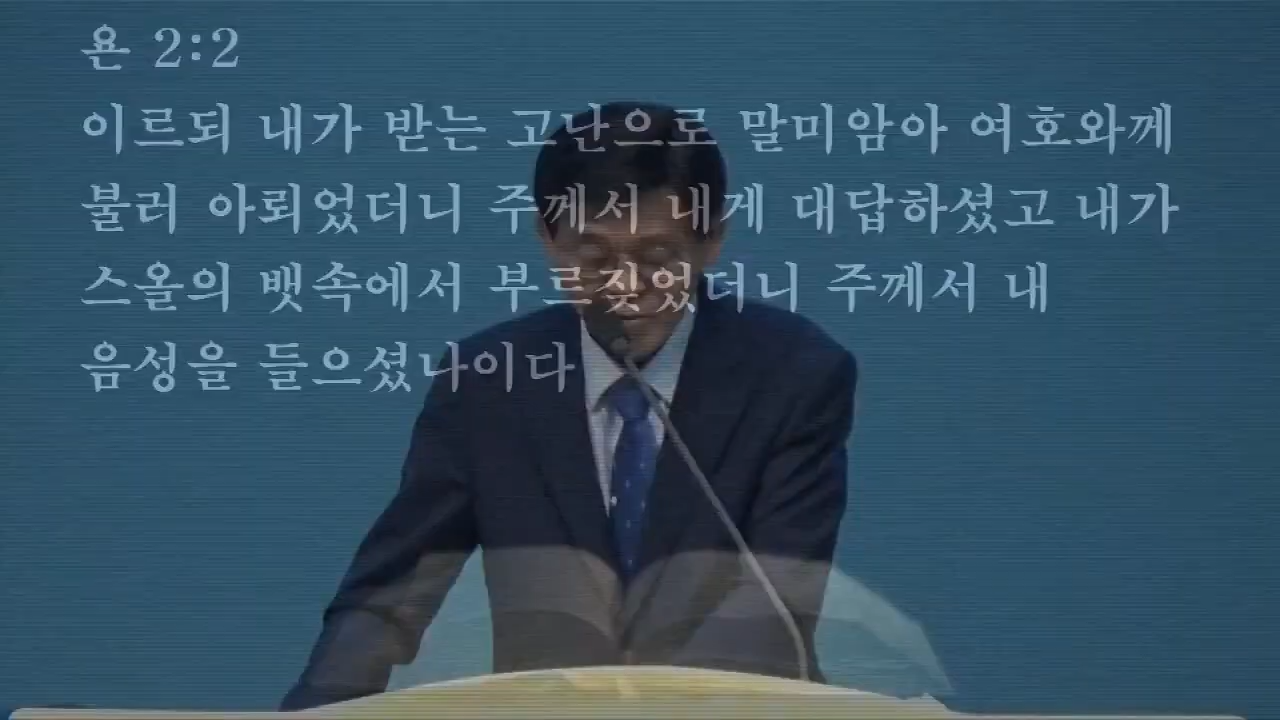 욘 2:2
이르되 내가 받는 고난으로 말미암아 여호와께
불러 아뢰었더니 주께서 내게 대답하셨고 내가
스올의 뱃속에서 부르짖었더니 주께서 내
음성을 들으셨나이다